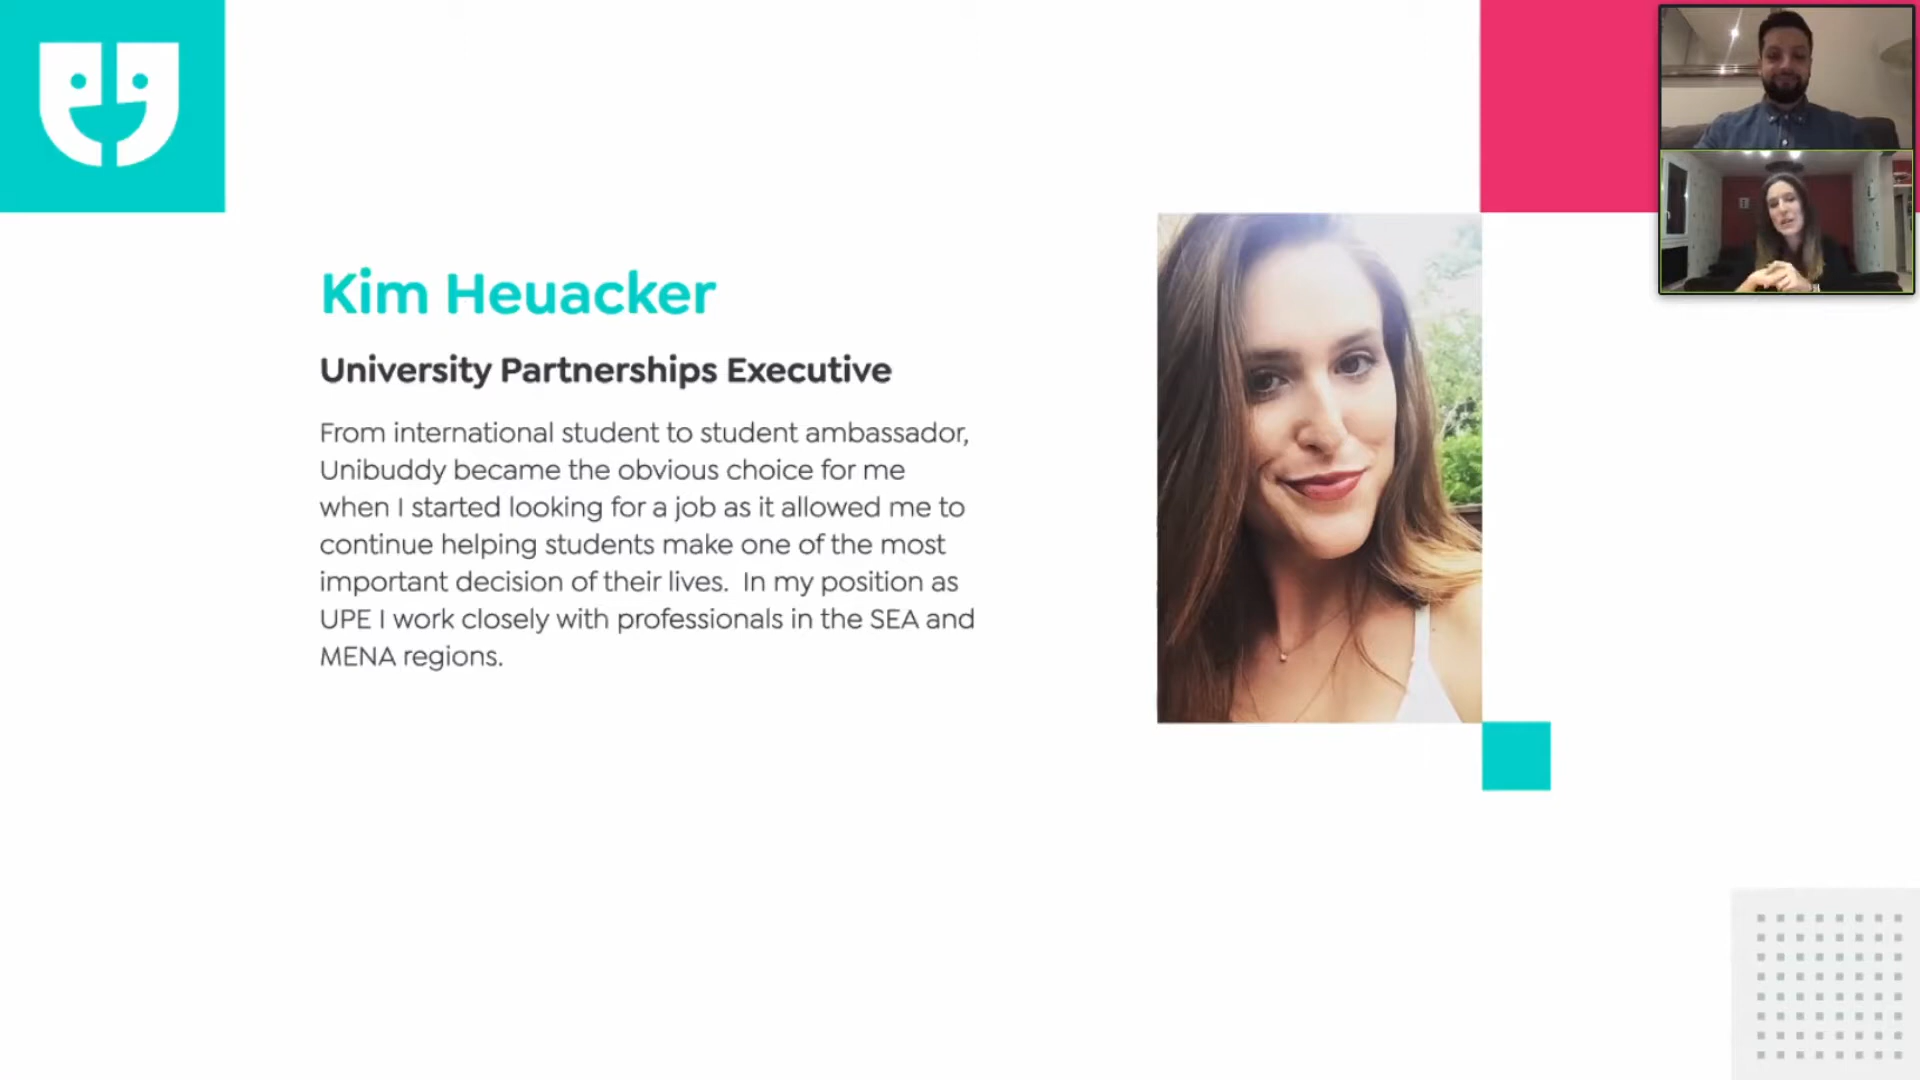 Kim Heuacker
University Partnerships Executive
From international student to student ambassador,
Unibuddy became the obvious choice for me
when I started looking for a job as it allowed me to
continue helping students make one of the most
important decision of their lives.  In my position as
UPE I work closely with professionals in the SEA and
MENA regions.